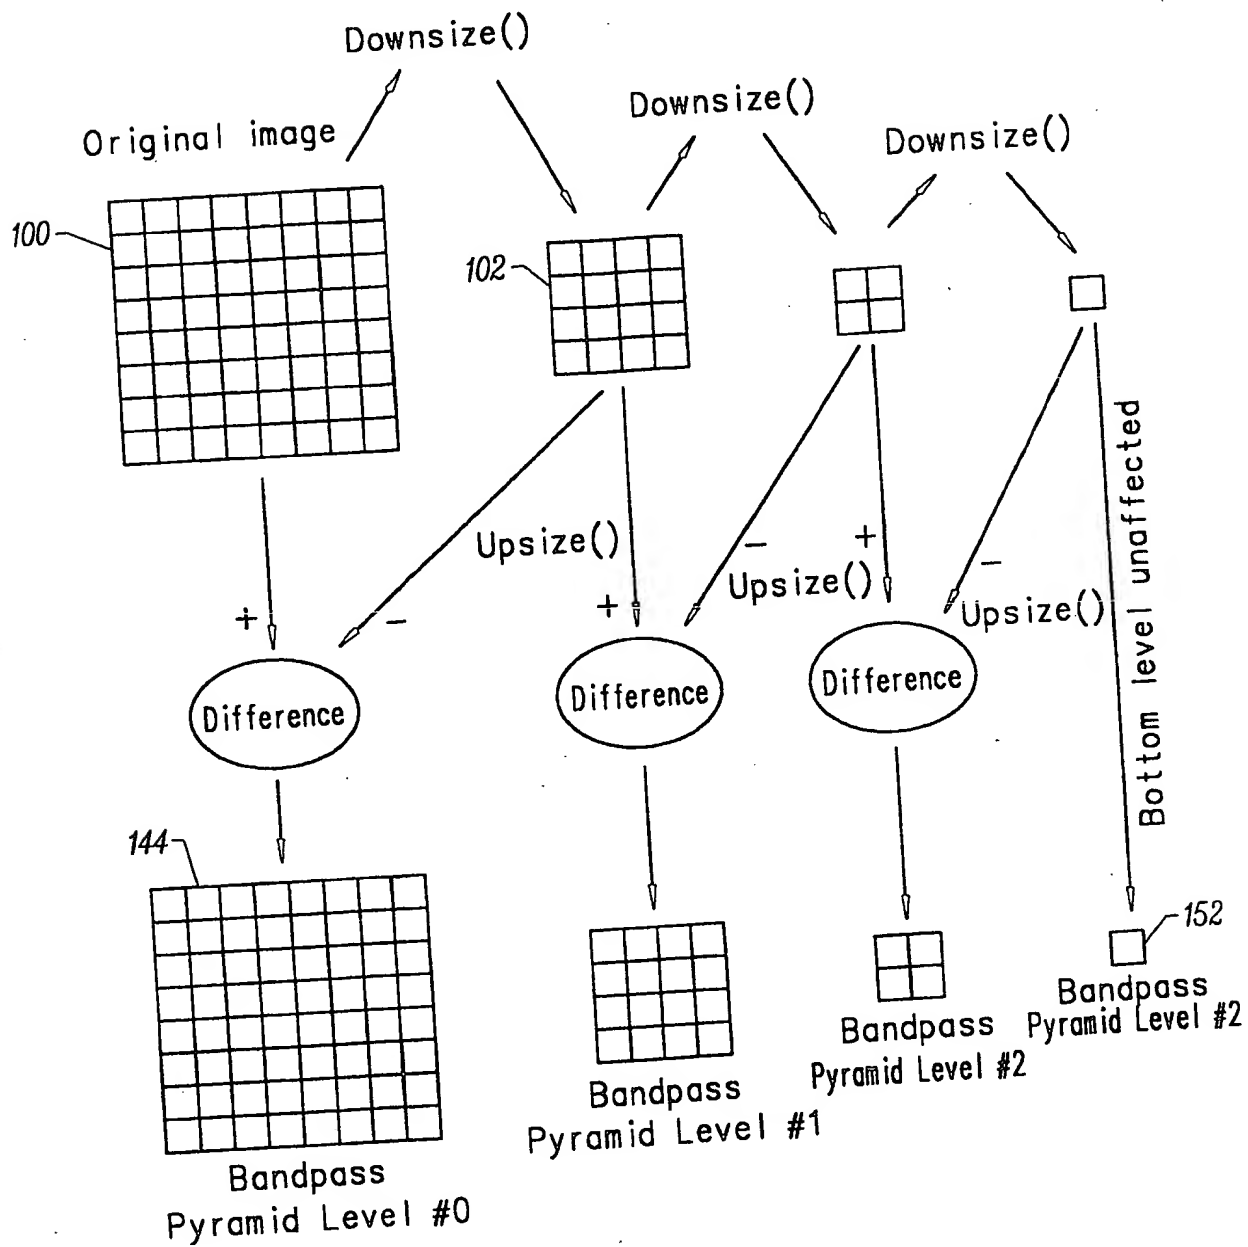 Downsize()
Downsize()
Downsize()
Original image
100
102
Upsize()
+
-
+
-
Upsize()
+
-
Upsize()
Bottom level unaffected
Difference
Difference
Difference
144
152
Bandpass
Pyramid Level #0
Bandpass
Pyramid Level #1
Bandpass
Pyramid Level #2
Bandpass
Pyramid Level #2